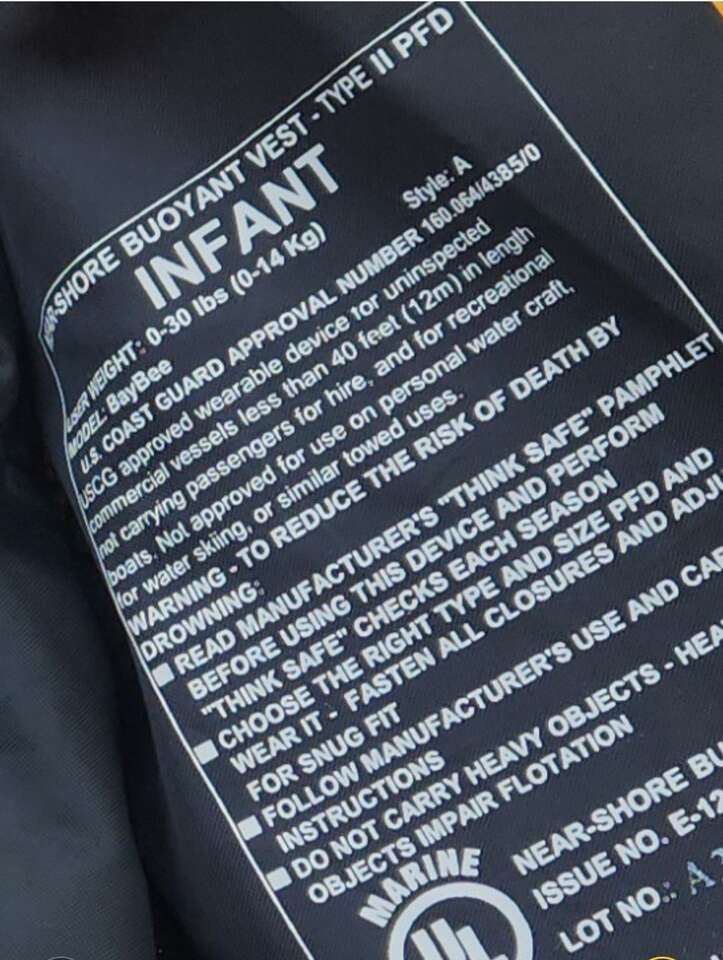 NEAR-SHORE BUOYANT VEST - TYPE II PFD
INFANT
USER WEIGHT: 0-30 lbs (0-14 Kg)
MODEL: BayBee
Style: A
U.S. COAST GUARD APPROVAL NUMBER 160.064/4385/0
USCG approved wearable device for uninspected
commercial vessels less than 40 feet (12m) in length
not carrying passengers for hire, and for recreational
boats. Not approved for use on personal water craft,
for water skiing, or similar towed uses.
WARNING - TO REDUCE THE RISK OF DEATH BY
DROWNING:
■ READ MANUFACTURER'S "THINK SAFE" PAMPHLET
BEFORE USING THIS DEVICE AND PERFORM
"THINK SAFE" CHECKS EACH SEASON
■ CHOOSE THE RIGHT TYPE AND SIZE PFD AND
WEAR IT - FASTEN ALL CLOSURES AND ADJU
FOR SNUG FIT
■ FOLLOW MANUFACTURER'S USE AND CA
INSTRUCTIONS
■ DO NOT CARRY HEAVY OBJECTS - HEA
OBJECTS IMPAIR FLOTATION
MARINE
UL
NEAR-SHORE BU
ISSUE NO. E-12
LOT NO.: A